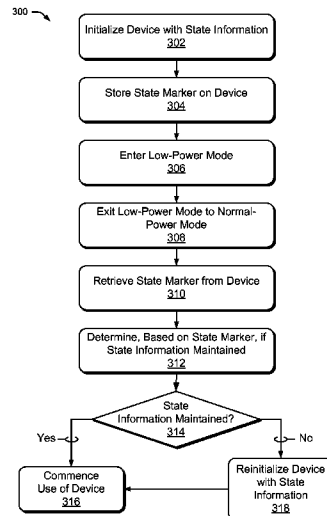 300
Initialize Device with State Information
302
Store State Marker on Device
304
Enter Low-Power Mode
306
Exit Low-Power Mode to Normal-
Power Mode
308
Retrieve State Marker from Device
310
Determine, Based on State Marker, if
State Information Maintained
312
State
Information Maintained?
314
Yes
No
Commence
Use of Device
316
Reinitialize Device
with State
Information
318